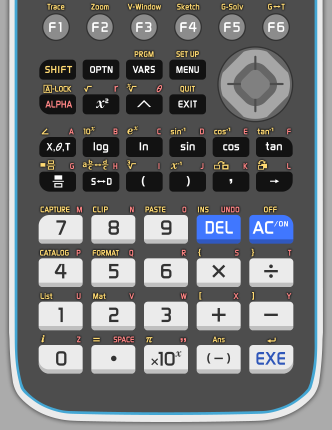 Trace Zoom V-Window Sketch G-Solv G↔T
F1 F2 F3 F4 F5 F6
PRGM SET UP
SHIFT OPTN VARS MENU
A-LOCK √ r ˣ√ θ QUIT
ALPHA x² ^ EXIT
∠ A 10ˣ B eˣ C sin⁻¹ D cos⁻¹ E tan⁻¹ F
X,θ,T log ln sin cos tan
G H ³√ I x⁻¹ J K L
S↔D ( ) , →
CAPTURE M CLIP N PASTE O INS UNDO OFF
7 8 9 DEL AC/ON
CATALOG P FORMAT Q R { S } T
4 5 6 × ÷
List U Mat V W [ X ] Y
1 2 3 + −
i Z = SPACE π " Ans ↵
0 • ×10ˣ (−) EXE